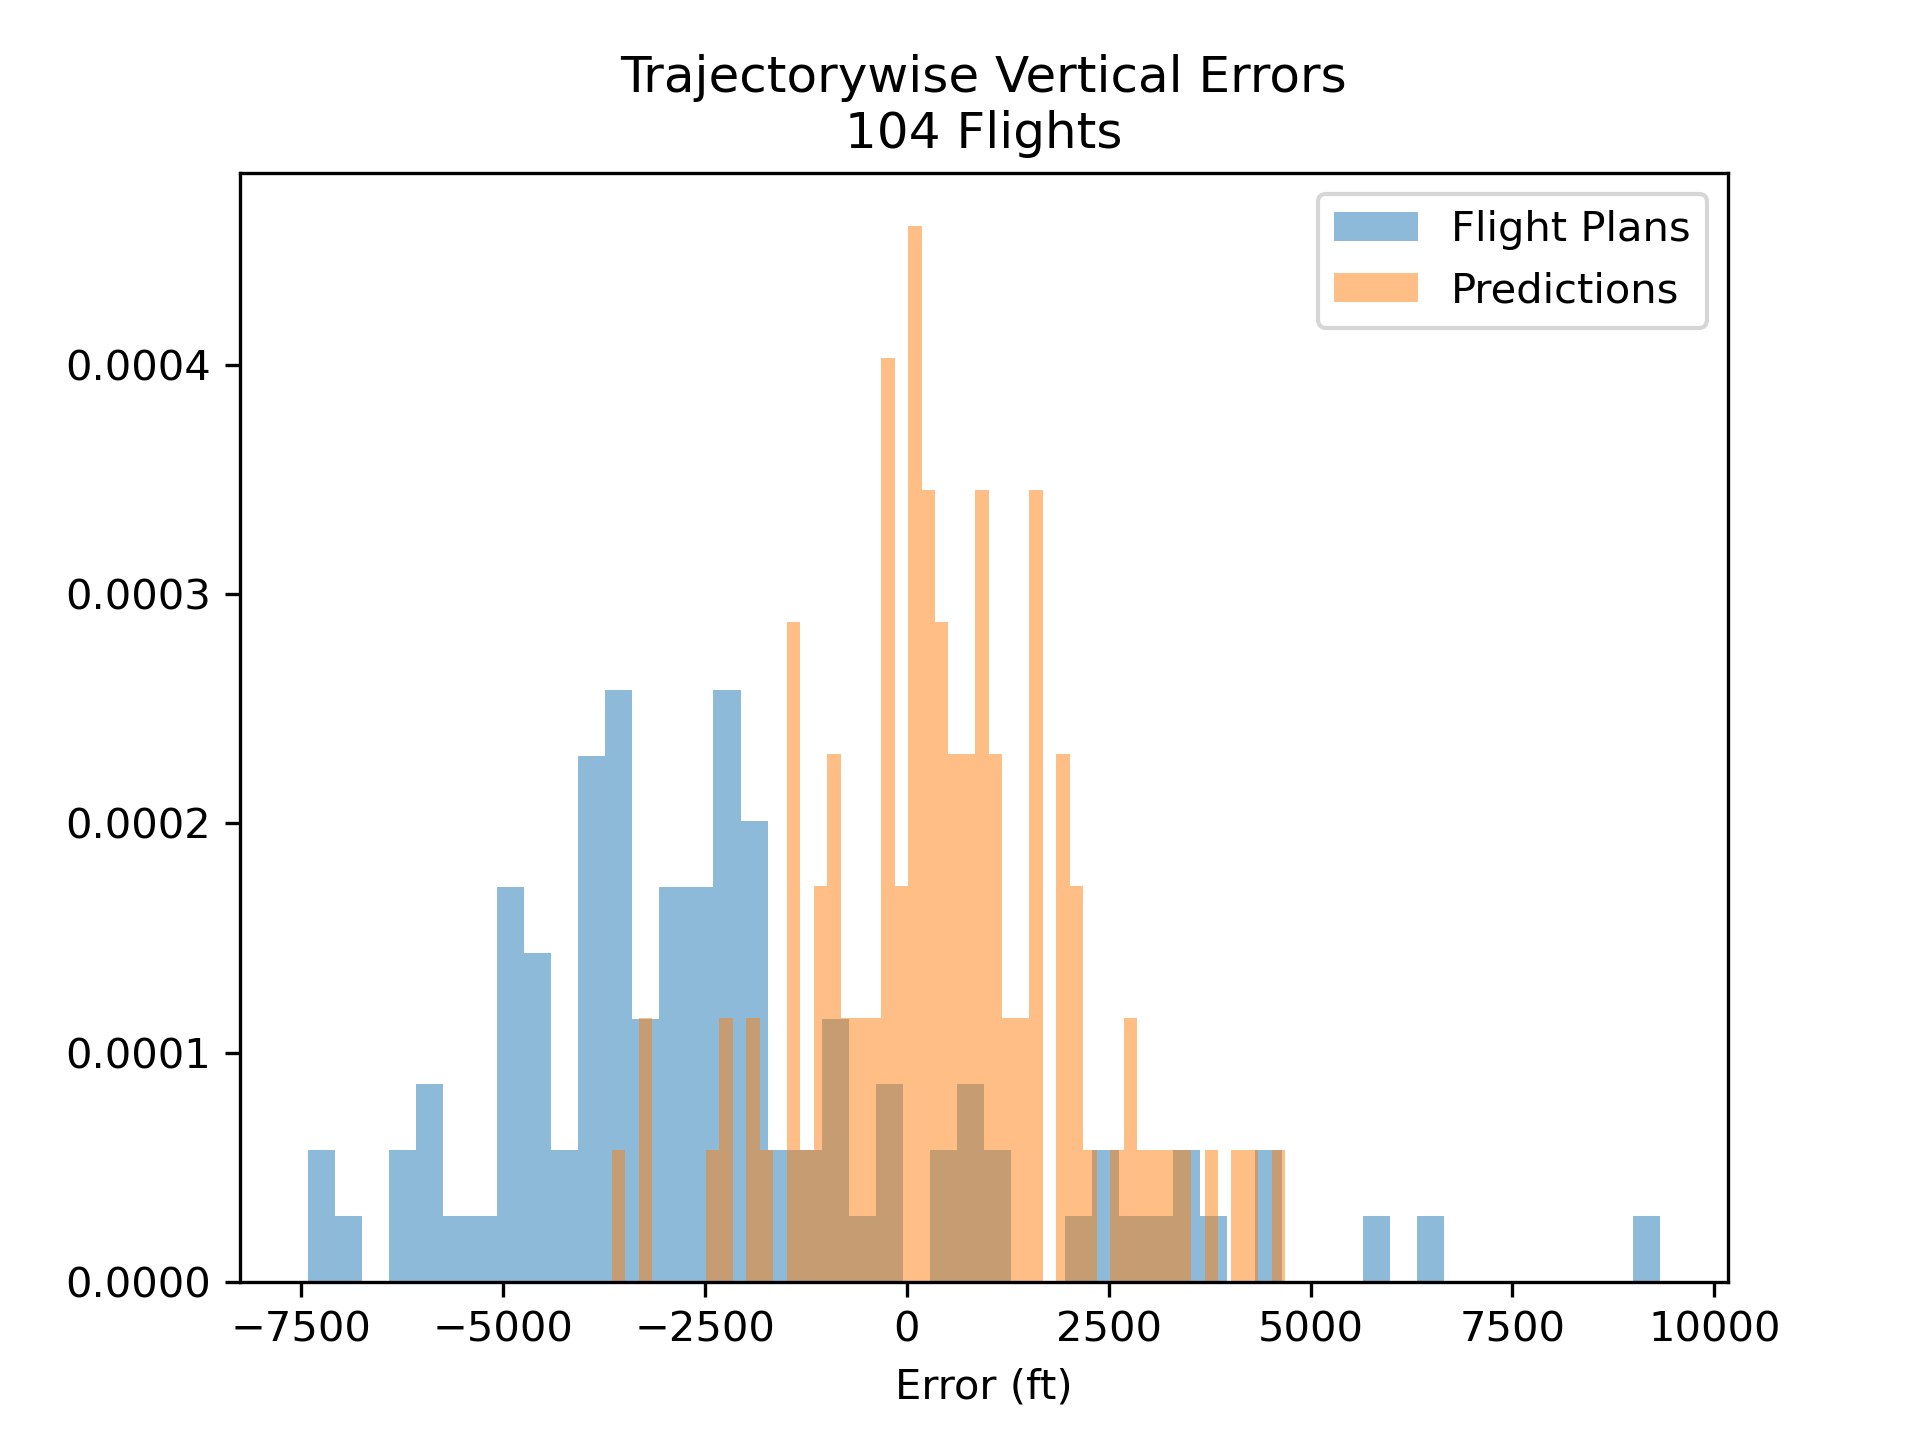 Trajectorywise Vertical Errors
104 Flights
Flight Plans
Predictions
0.0004
0.0003
0.0002
0.0001
0.0000
−7500 −5000 −2500 0 2500 5000 7500 10000
Error (ft)